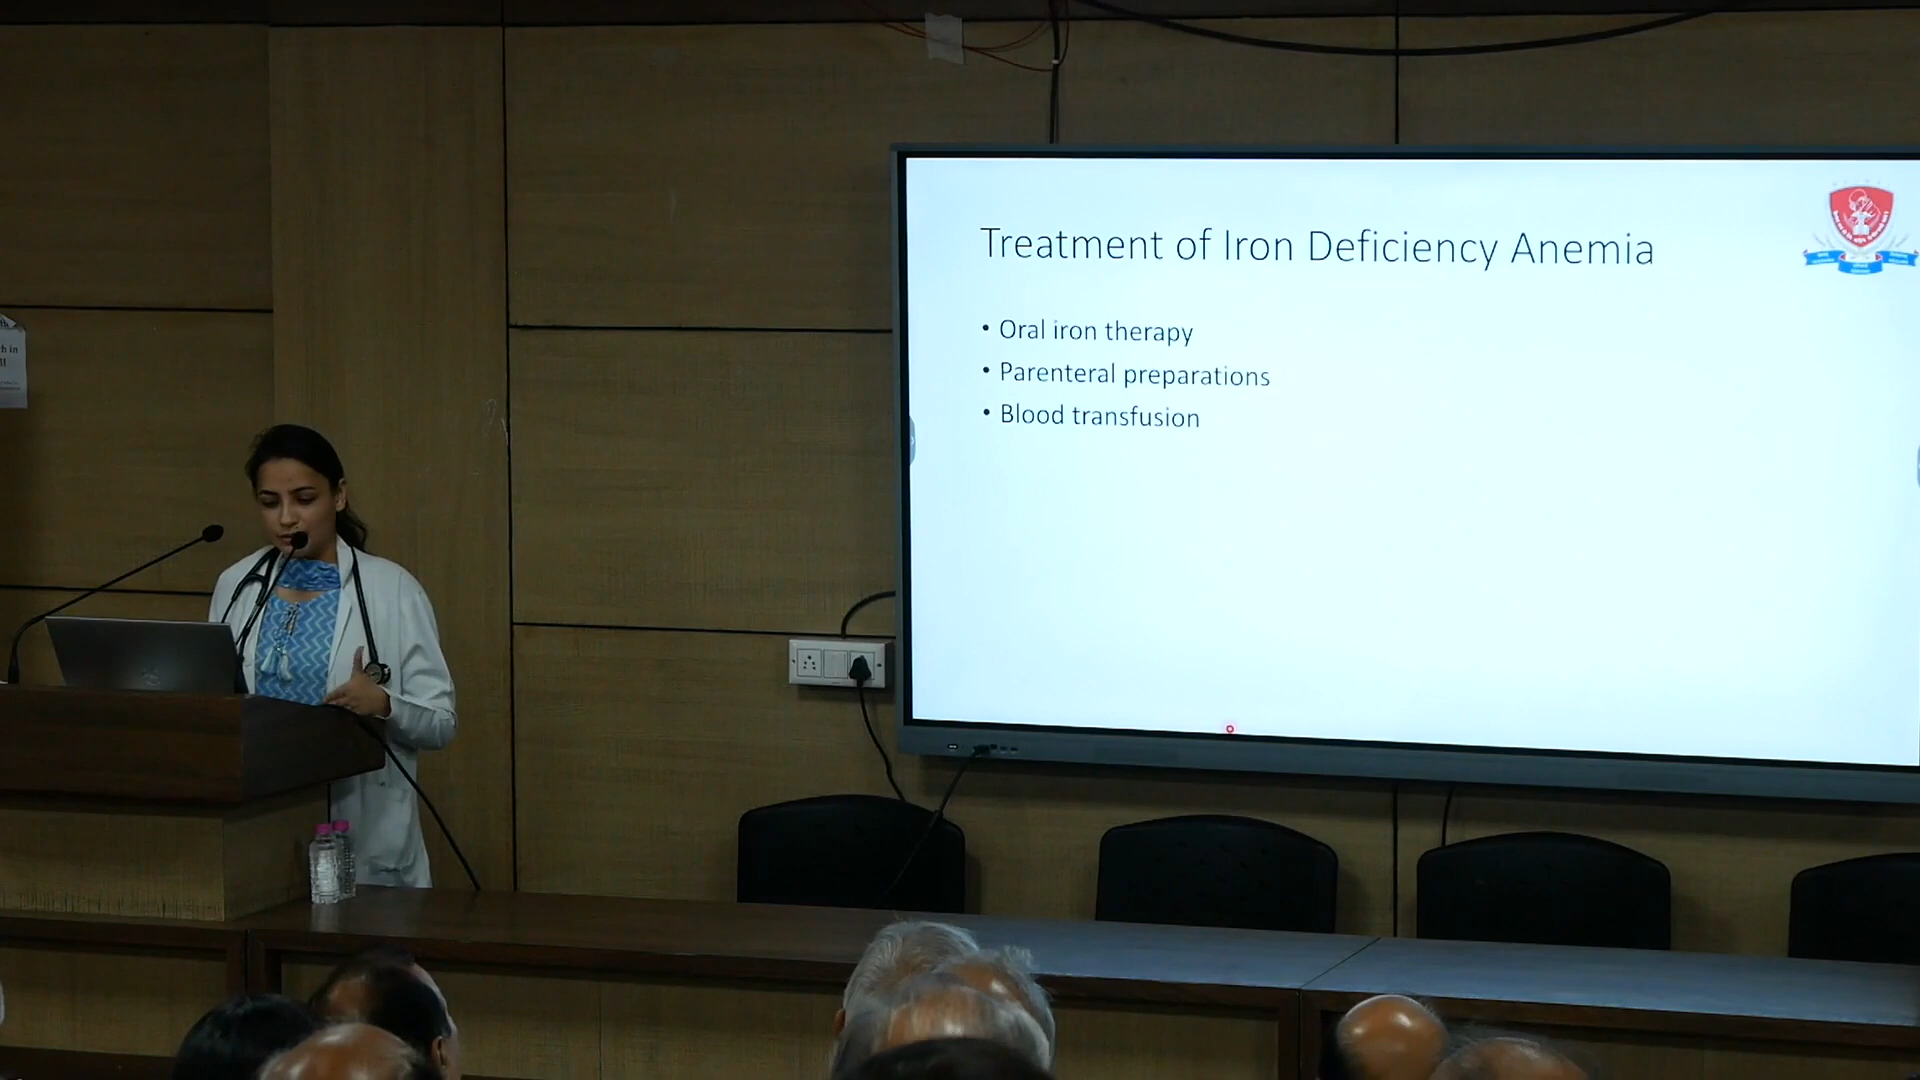 Treatment of Iron Deficiency Anemia
• Oral iron therapy
• Parenteral preparations
• Blood transfusion